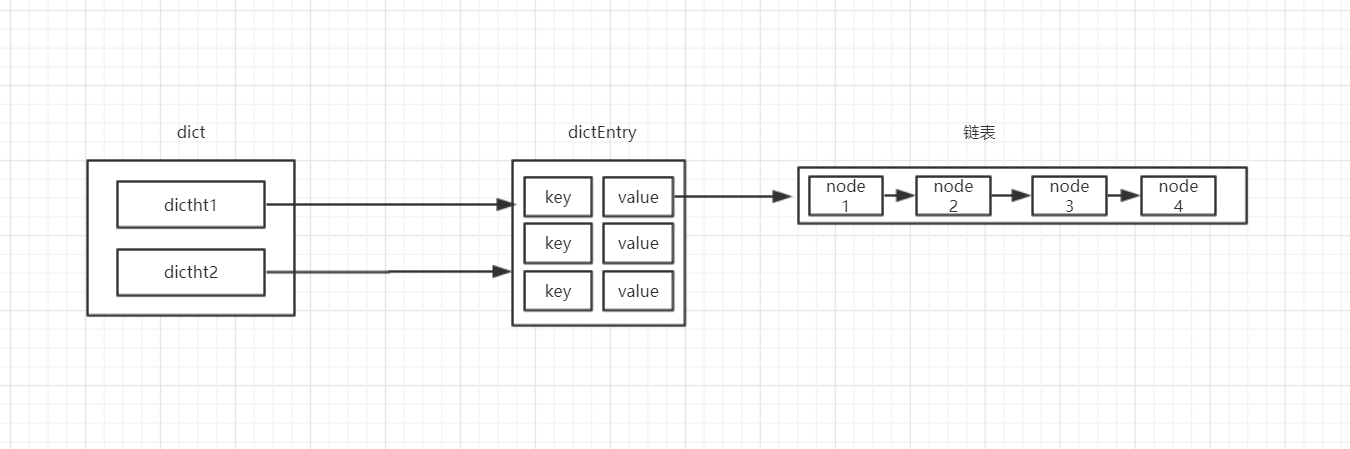 dict
dictEntry
链表
dictht1
dictht2
key
value
key
value
key
value
node
1
node
2
node
3
node
4